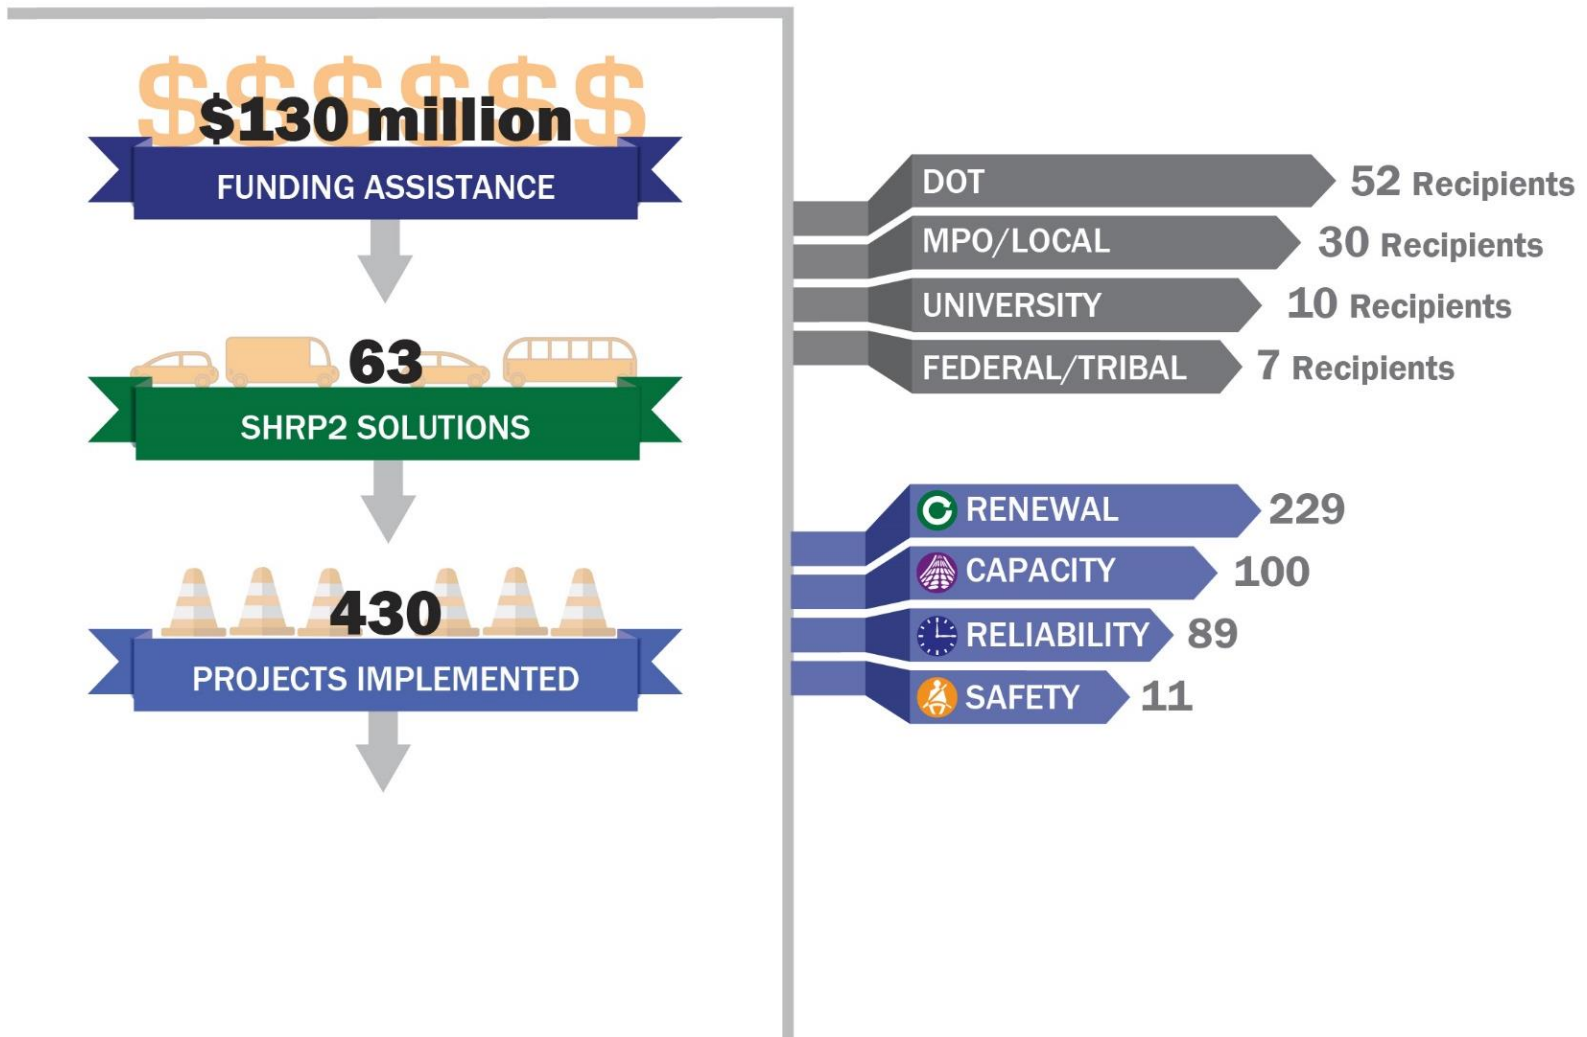 $130 million
FUNDING ASSISTANCE
63
SHRP2 SOLUTIONS
430
PROJECTS IMPLEMENTED
DOT 52 Recipients
MPO/LOCAL 30 Recipients
UNIVERSITY 10 Recipients
FEDERAL/TRIBAL 7 Recipients
RENEWAL 229
CAPACITY 100
RELIABILITY 89
SAFETY 11